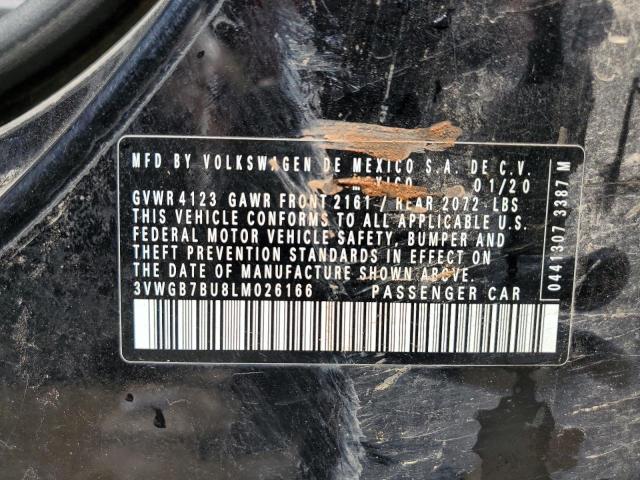 MFD BY VOLKSWAGEN DE MEXICO S.A. DE C.V.
MEXICO 01/20
GVWR 4123 GAWR FRONT 2161 / REAR 2072 LBS
THIS VEHICLE CONFORMS TO ALL APPLICABLE U.S.
FEDERAL MOTOR VEHICLE SAFETY, BUMPER AND
THEFT PREVENTION STANDARDS IN EFFECT ON
THE DATE OF MANUFACTURE SHOWN ABOVE.
3VWGB7BU8LM026166 PASSENGER CAR
0441307 3387 M